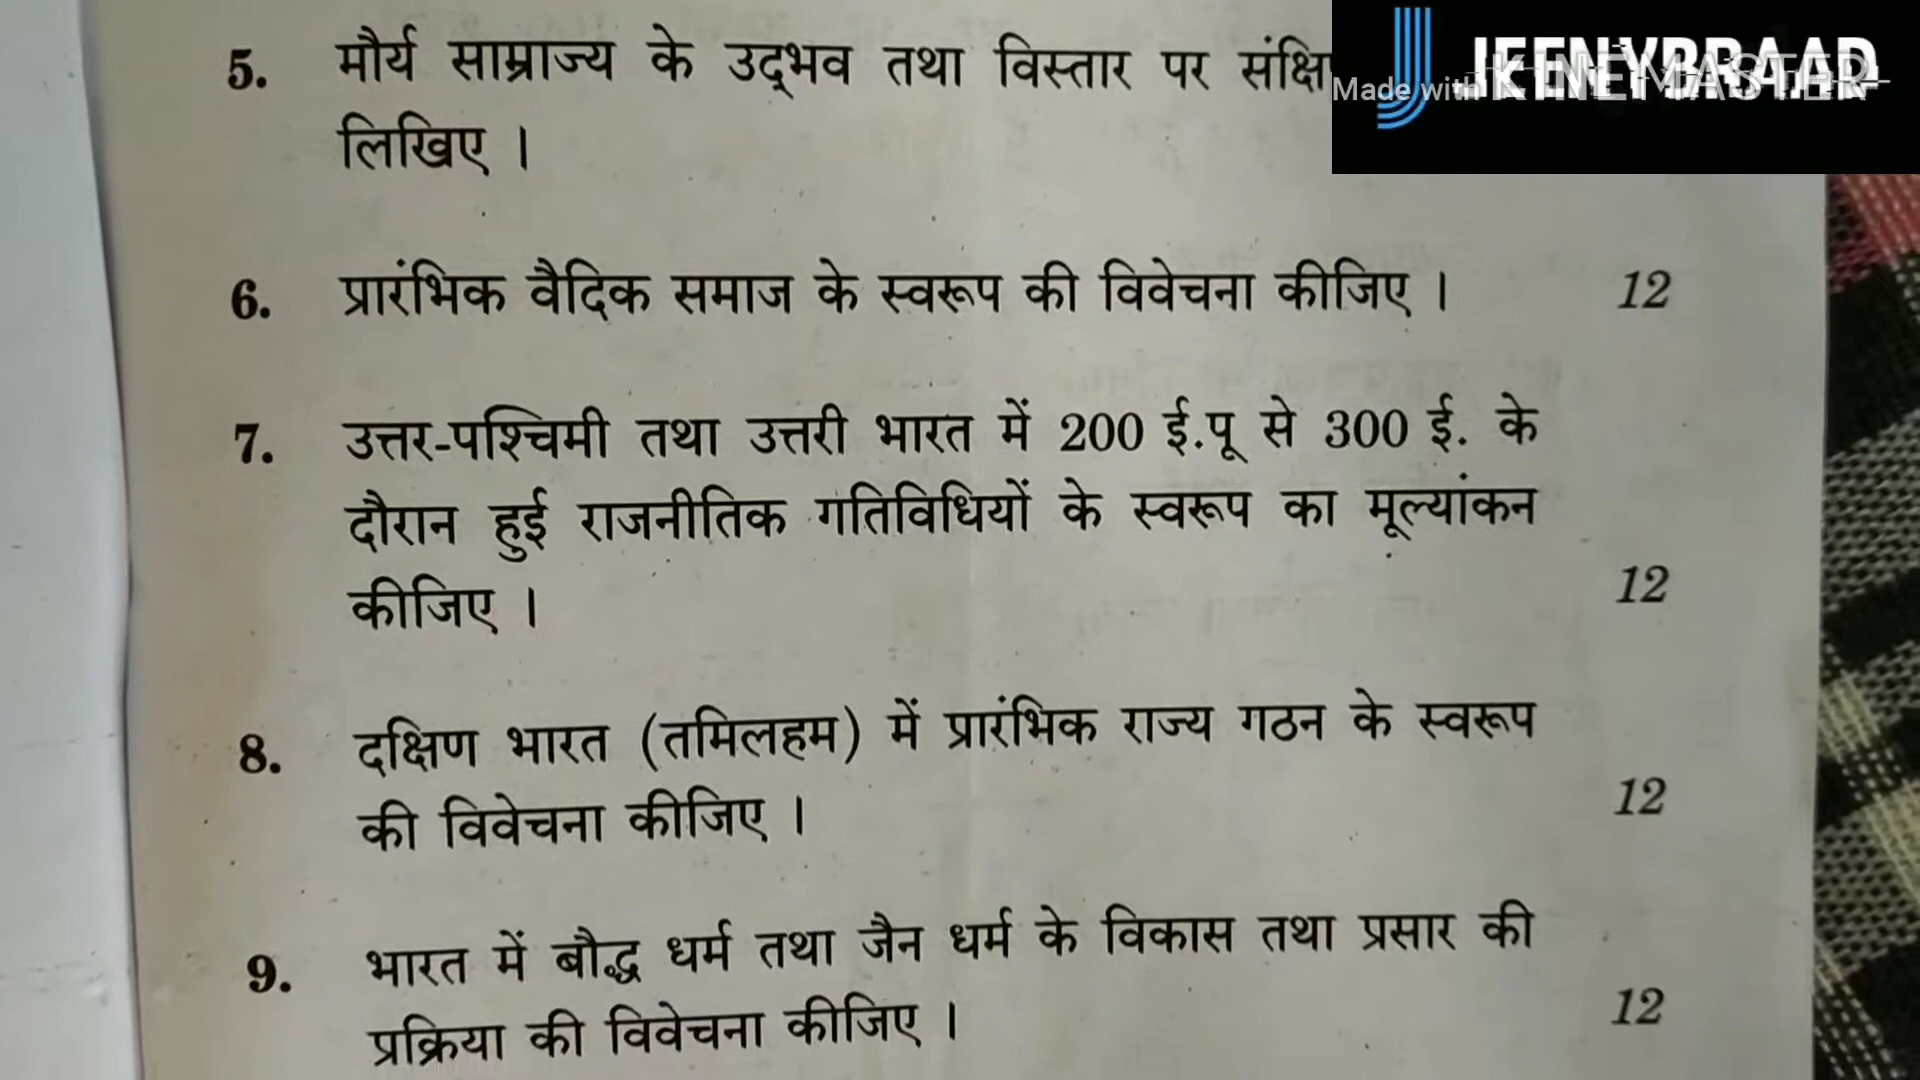 5. मौर्य साम्राज्य के उद्‌भव तथा विस्तार पर
लिखिए ।
Made with KINEMASTER
6. प्रारंभिक वैदिक समाज के स्वरूप की विवेचना कीजिए । 12
7. उत्तर-पश्चिमी तथा उत्तरी भारत में 200 ई.पू से 300 ई. के
दौरान हुई राजनीतिक गतिविधियों के स्वरूप का मूल्यांकन
कीजिए । 12
8. दक्षिण भारत (तमिलहम) में प्रारंभिक राज्य गठन के स्वरूप
की विवेचना कीजिए । 12
9. भारत में बौद्ध धर्म तथा जैन धर्म के विकास तथा प्रसार की
प्रक्रिया की विवेचना कीजिए । 12